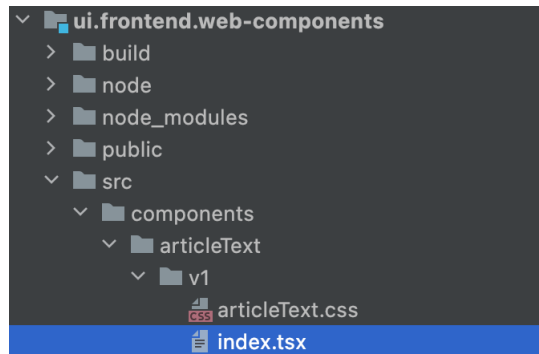 ui.frontend.web-components
build
node
node_modules
public
src
components
articleText
v1
CSS
articleText.css
index.tsx